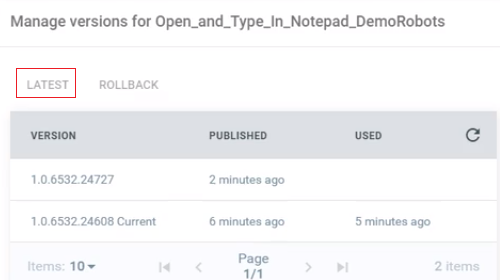 Manage versions for Open_and_Type_In_Notepad_DemoRobots
LATEST ROLLBACK
VERSION PUBLISHED USED
1.0.6532.24727 2 minutes ago
1.0.6532.24608 Current 6 minutes ago 5 minutes ago
Items: 10 Page 1/1 2 items